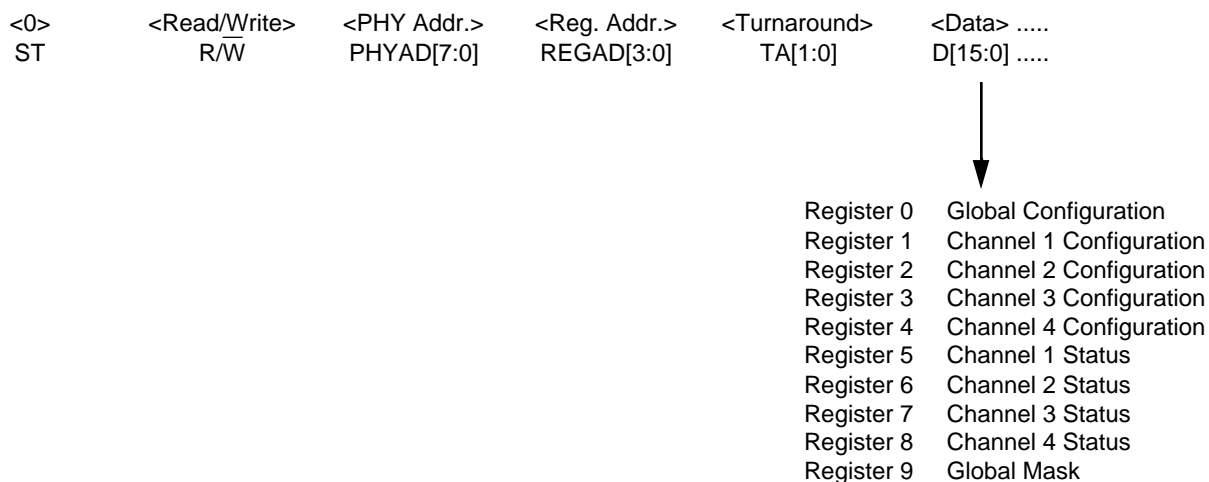 <0> <Read/Write> <PHY Addr.> <Reg. Addr.> <Turnaround> <Data> .....
ST R/W̅ PHYAD[7:0] REGAD[3:0] TA[1:0] D[15:0] .....
Register 0 Global Configuration
Register 1 Channel 1 Configuration
Register 2 Channel 2 Configuration
Register 3 Channel 3 Configuration
Register 4 Channel 4 Configuration
Register 5 Channel 1 Status
Register 6 Channel 2 Status
Register 7 Channel 3 Status
Register 8 Channel 4 Status
Register 9 Global Mask